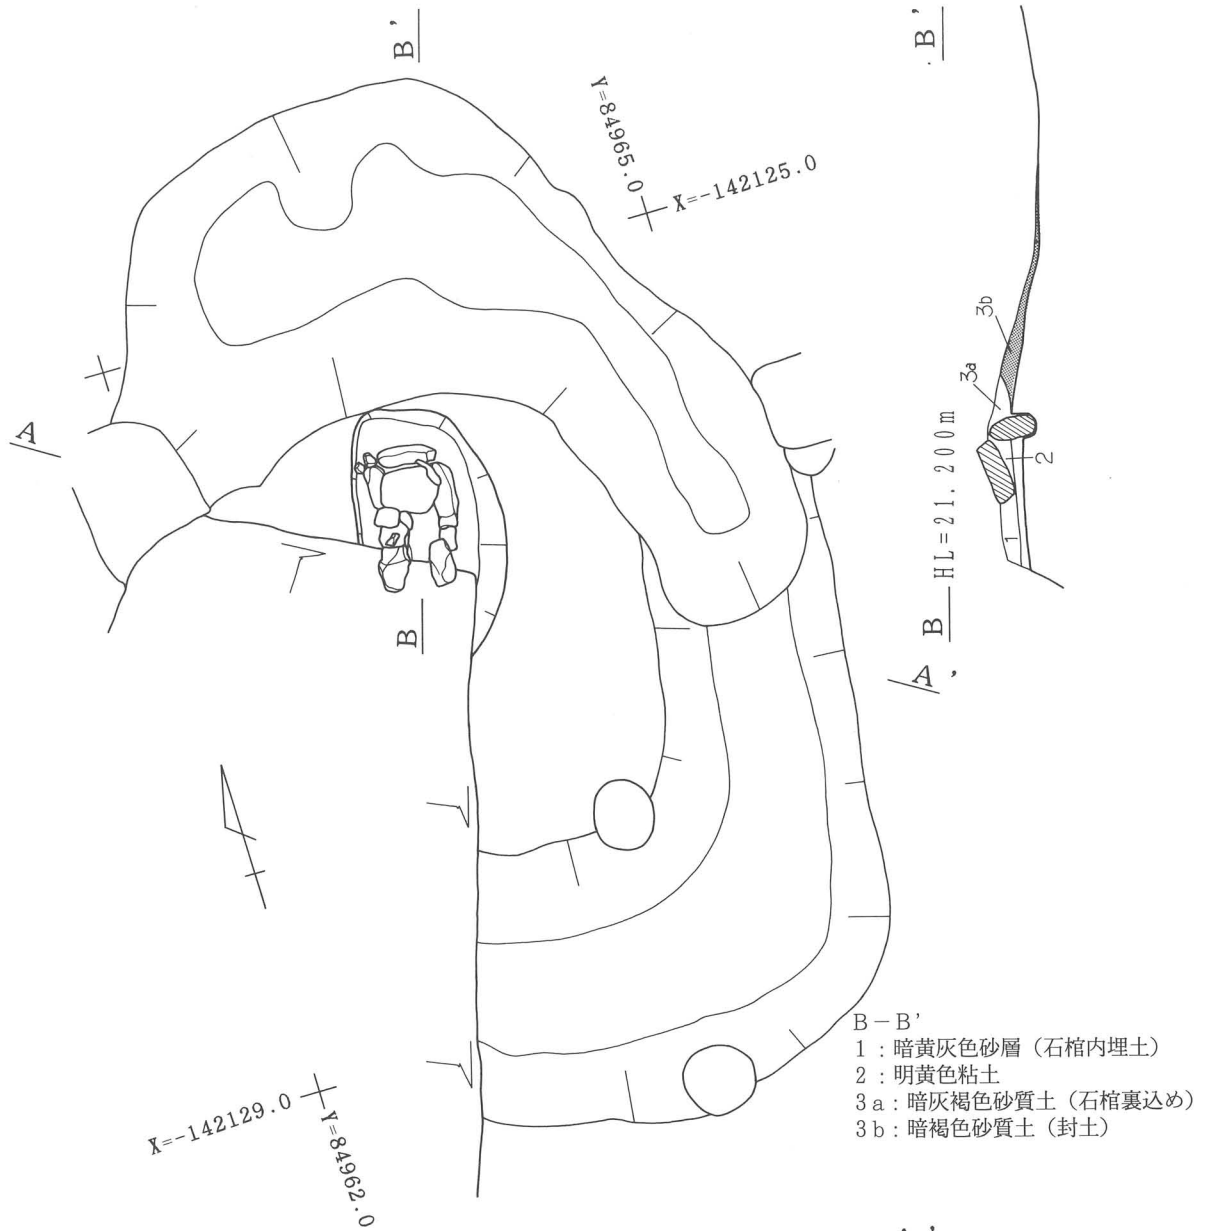 B'
B'
Y=84965.0
X=-142125.0
3b
3a
A
HL=21.200m
2
1
B
B
A'
X=-142129.0
Y=84962.0
B-B'
1:暗黄灰色砂層(石棺内埋土)
2:明黄色粘土
3a:暗灰褐色砂質土(石棺裏込め)
3b:暗褐色砂質土(封土)